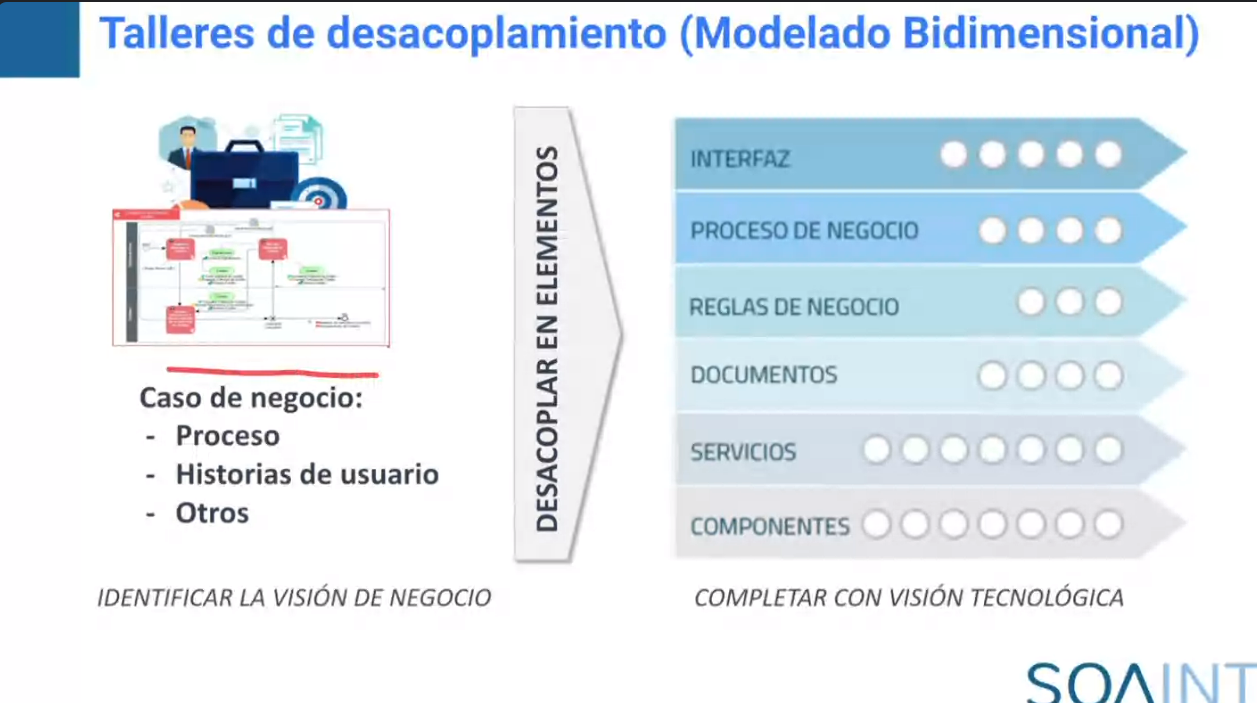 Talleres de desacoplamiento (Modelado Bidimensional)
Caso de negocio:
- Proceso
- Historias de usuario
- Otros
IDENTIFICAR LA VISIÓN DE NEGOCIO
DESACOPLAR EN ELEMENTOS
INTERFAZ
PROCESO DE NEGOCIO
REGLAS DE NEGOCIO
DOCUMENTOS
SERVICIOS
COMPONENTES
COMPLETAR CON VISIÓN TECNOLÓGICA
SOAINT